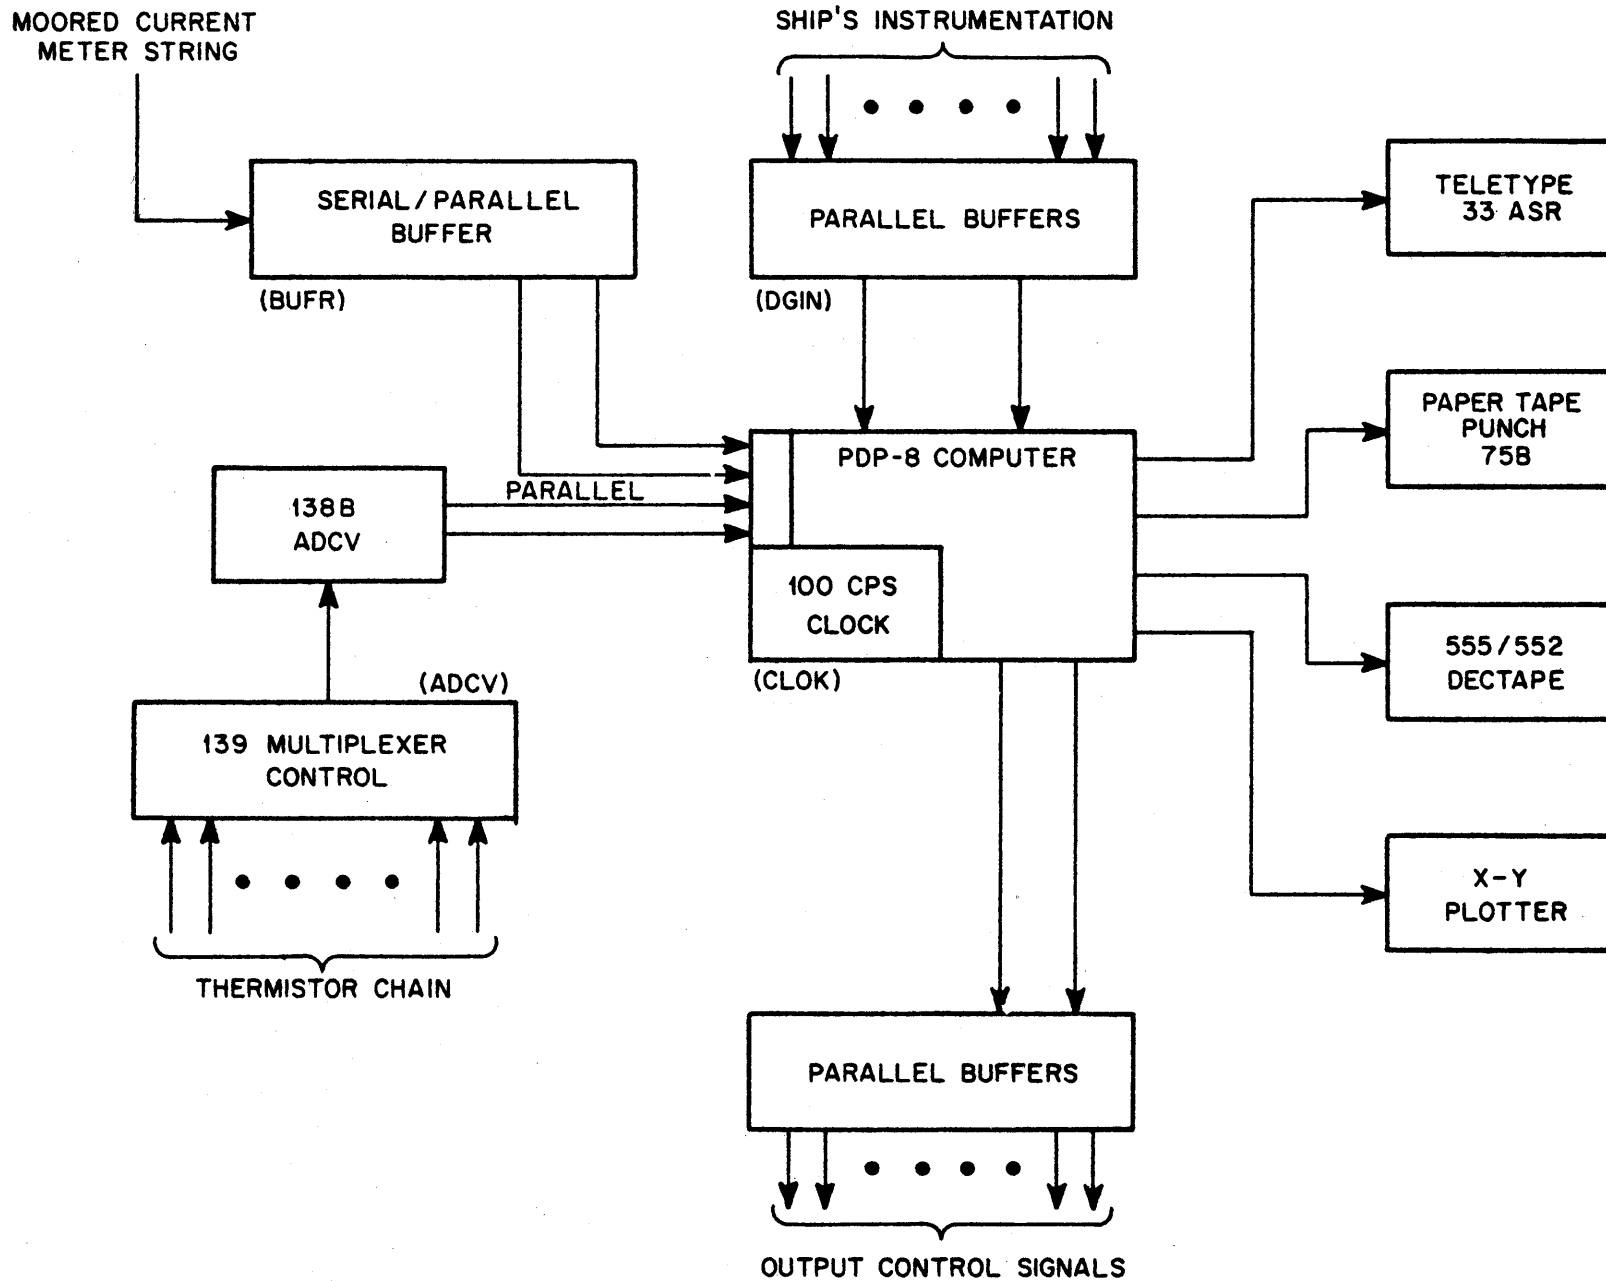 MOORED CURRENT
METER STRING
SHIP'S INSTRUMENTATION
SERIAL/PARALLEL
BUFFER
(BUFR)
PARALLEL BUFFERS
(DGIN)
TELETYPE
33 ASR
PAPER TAPE
PUNCH
75B
PDP-8 COMPUTER
PARALLEL
138B
ADCV
100 CPS
CLOCK
(CLOK)
555/552
DECTAPE
(ADCV)
139 MULTIPLEXER
CONTROL
X-Y
PLOTTER
THERMISTOR CHAIN
PARALLEL BUFFERS
OUTPUT CONTROL SIGNALS